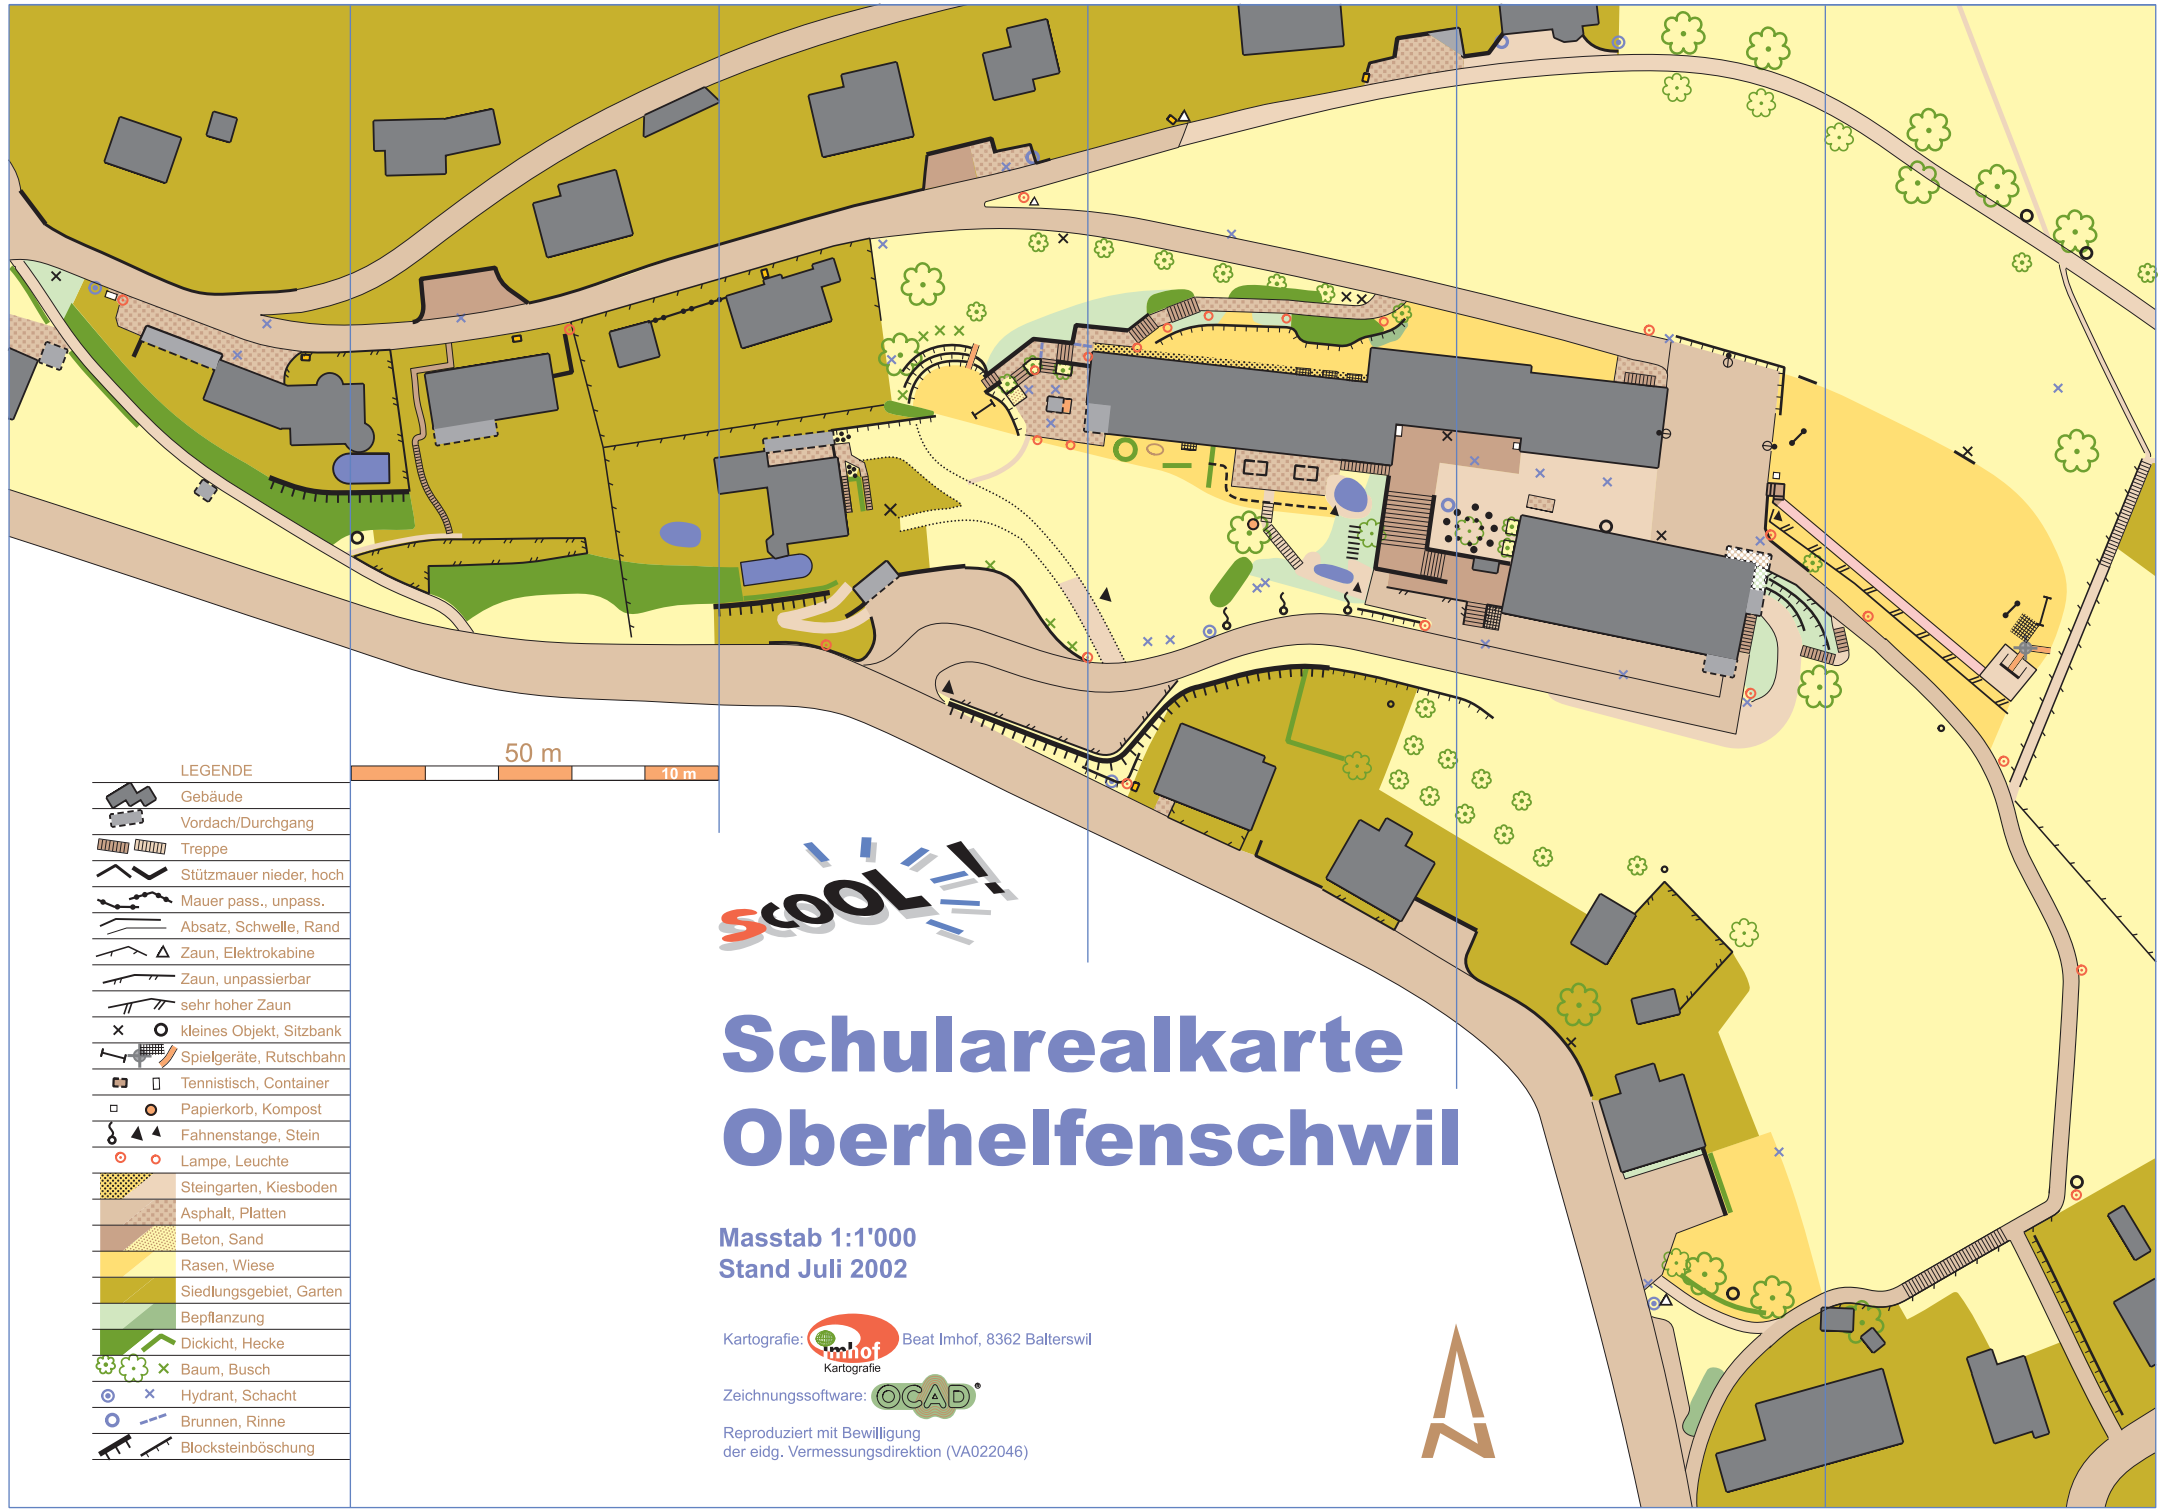 50 m
10 m
LEGENDE
Gebäude
Vordach/Durchgang
Treppe
Stützmauer nieder, hoch
Mauer pass., unpass.
Absatz, Schwelle, Rand
Zaun, Elektrokabine
Zaun, unpassierbar
sehr hoher Zaun
kleines Objekt, Sitzbank
Spielgeräte, Rutschbahn
Tennistisch, Container
Papierkorb, Kompost
Fahnenstange, Stein
Lampe, Leuchte
Steingarten, Kiesboden
Asphalt, Platten
Beton, Sand
Rasen, Wiese
Siedlungsgebiet, Garten
Bepflanzung
Dickicht, Hecke
Baum, Busch
Hydrant, Schacht
Brunnen, Rinne
Blocksteinböschung
sCOOL!
Schularealkarte
Oberhelfenschwil
Masstab 1:1'000
Stand Juli 2002
Kartografie: imhof Kartografie Beat Imhof, 8362 Balterswil
Zeichnungssoftware: OCAD®
Reproduziert mit Bewilligung
der eidg. Vermessungsdirektion (VA022046)
N